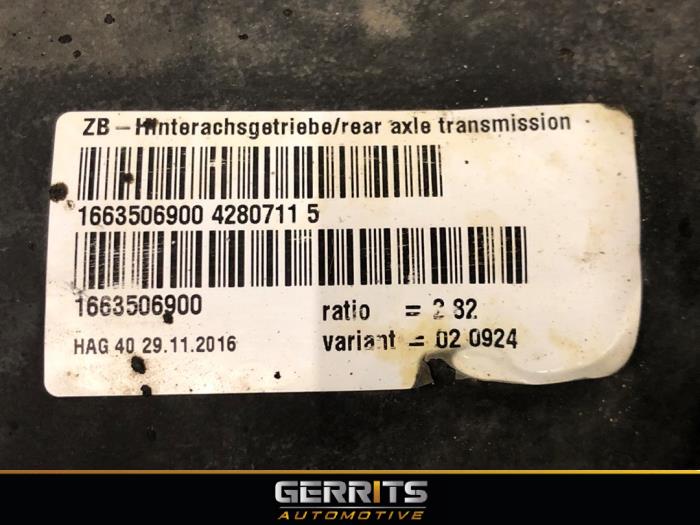 ZB - Hinterachsgetriebe/rear axle transmission
1663506900 4280711 5
1663506900
ratio = 2 82
HAG 40 29.11.2016
variant = 02 0924
GERRITS
AUTOMOTIVE